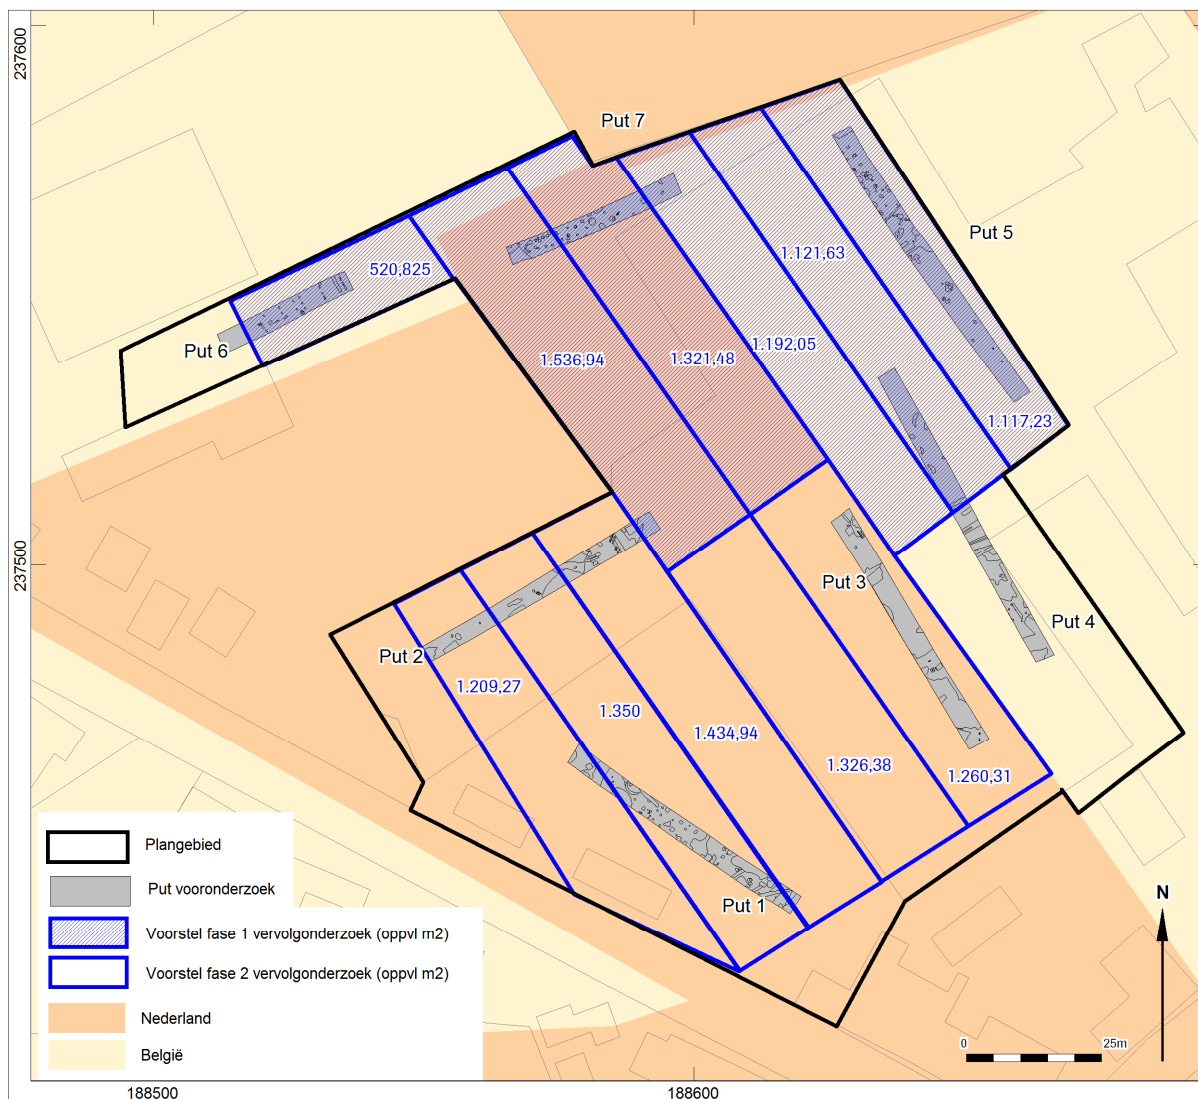 237600
237500
Put 7
Put 5
520,825
1.121,63
Put 6
1.536,94
1.321,48
1.192,05
1.117,23
Put 3
Put 4
Put 2
1.209,27
1.350
1.434,94
1.326,38
1.260,31
Put 1
Plangebied
Put vooronderzoek
Voorstel fase 1 vervolgonderzoek (oppvl m2)
Voorstel fase 2 vervolgonderzoek (oppvl m2)
Nederland
België
N
0 25m
188500 188600